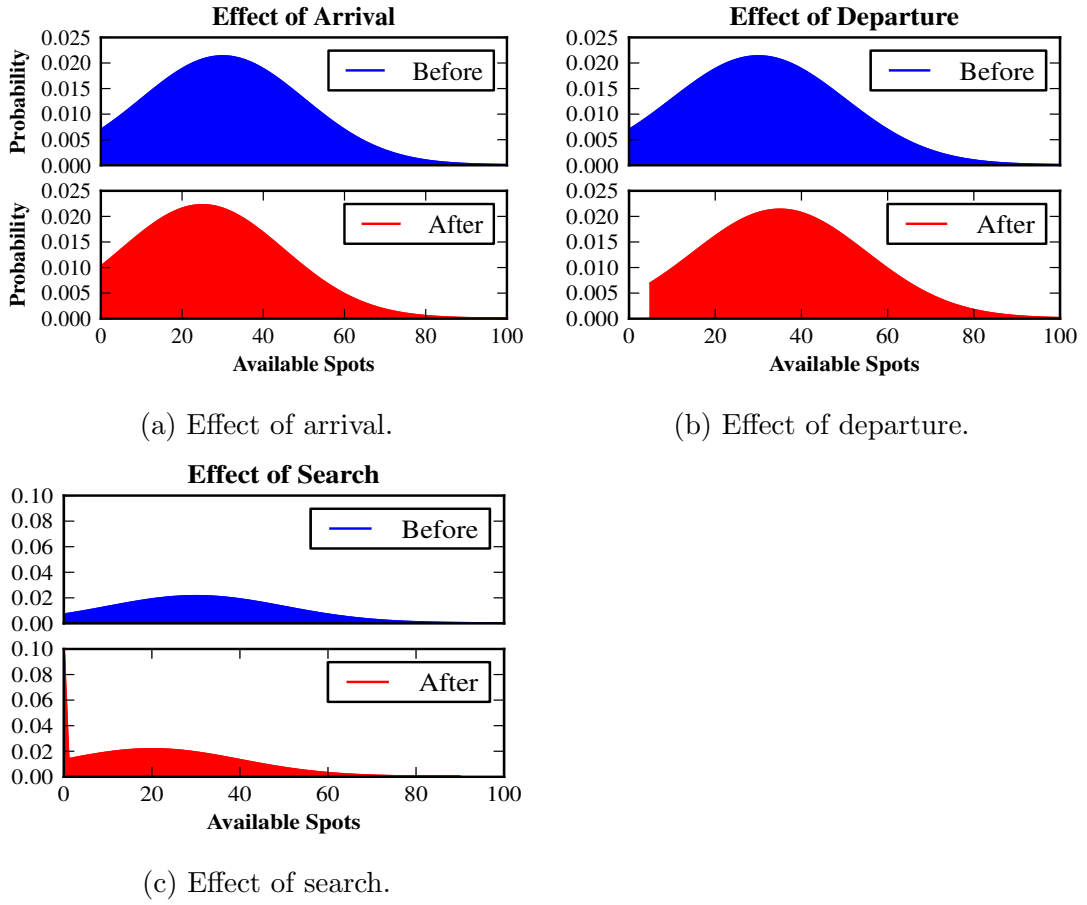 Effect of Arrival
Probability
0.025
0.020
0.015
0.010
0.005
0.000
Before
Probability
0.025
0.020
0.015
0.010
0.005
0.000
After
0 20 40 60 80 100
Available Spots
(a) Effect of arrival.
Effect of Departure
0.025
0.020
0.015
0.010
0.005
0.000
Before
0.025
0.020
0.015
0.010
0.005
0.000
After
0 20 40 60 80 100
Available Spots
(b) Effect of departure.
Effect of Search
0.10
0.08
0.06
0.04
0.02
0.00
Before
0.10
0.08
0.06
0.04
0.02
0.00
After
0 20 40 60 80 100
Available Spots
(c) Effect of search.